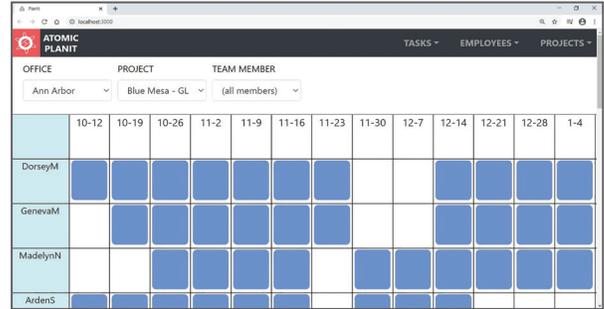 Planit
localhost:3000
ATOMIC
PLANIT
TASKS
EMPLOYEES
PROJECTS
OFFICE PROJECT TEAM MEMBER
Ann Arbor Blue Mesa - GL (all members)
10-12 10-19 10-26 11-2 11-9 11-16 11-23 11-30 12-7 12-14 12-21 12-28 1-4
DorseyM
GenevaM
MadelynN
ArdenS